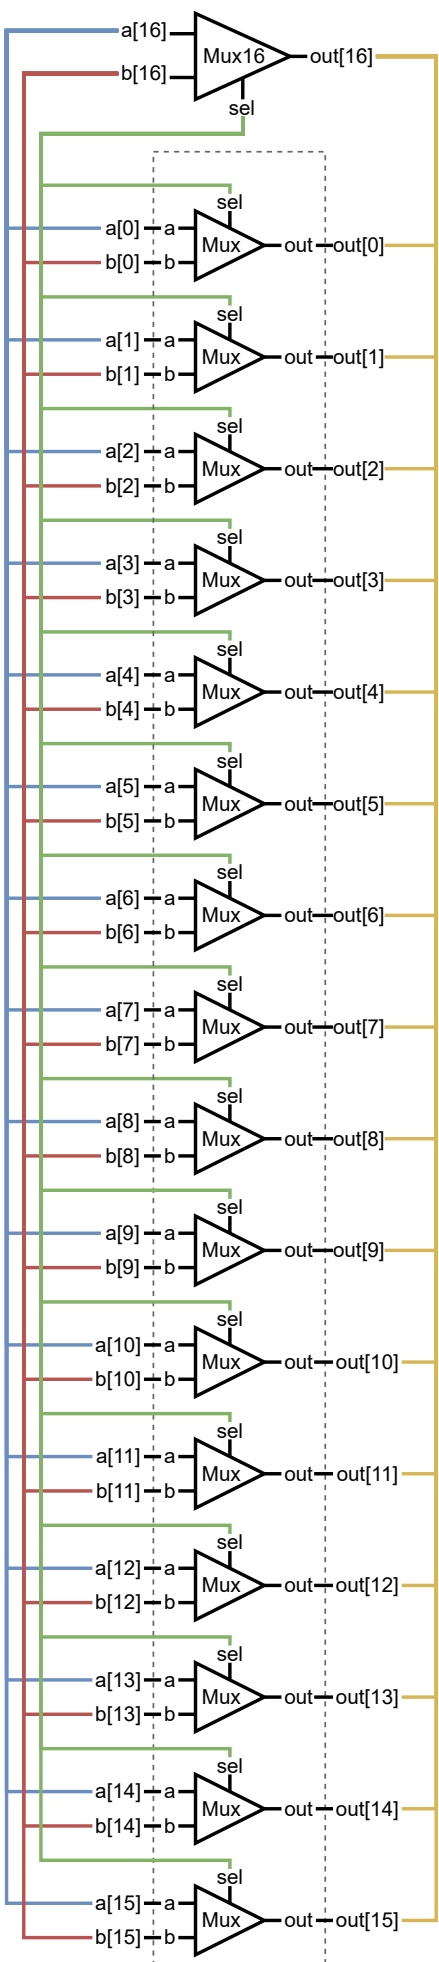 a[16] Mux16 out[16]
b[16]
sel
sel
a[0] a Mux out out[0]
b[0] b
sel
a[1] a Mux out out[1]
b[1] b
sel
a[2] a Mux out out[2]
b[2] b
sel
a[3] a Mux out out[3]
b[3] b
sel
a[4] a Mux out out[4]
b[4] b
sel
a[5] a Mux out out[5]
b[5] b
sel
a[6] a Mux out out[6]
b[6] b
sel
a[7] a Mux out out[7]
b[7] b
sel
a[8] a Mux out out[8]
b[8] b
sel
a[9] a Mux out out[9]
b[9] b
sel
a[10] a Mux out out[10]
b[10] b
sel
a[11] a Mux out out[11]
b[11] b
sel
a[12] a Mux out out[12]
b[12] b
sel
a[13] a Mux out out[13]
b[13] b
sel
a[14] a Mux out out[14]
b[14] b
sel
a[15] a Mux out out[15]
b[15] b